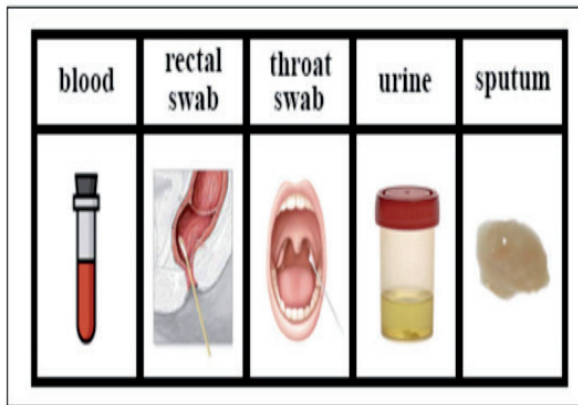 blood
rectal
swab
throat
swab
urine
sputum